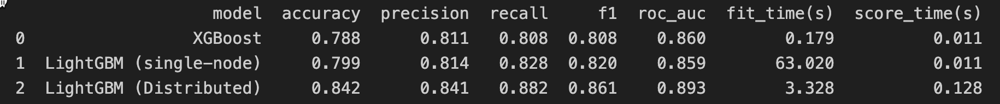 model accuracy precision recall f1 roc_auc fit_time(s) score_time(s)
0 XGBoost 0.788 0.811 0.808 0.808 0.860 0.179 0.011
1 LightGBM (single-node) 0.799 0.814 0.828 0.820 0.859 63.020 0.011
2 LightGBM (Distributed) 0.842 0.841 0.882 0.861 0.893 3.328 0.128